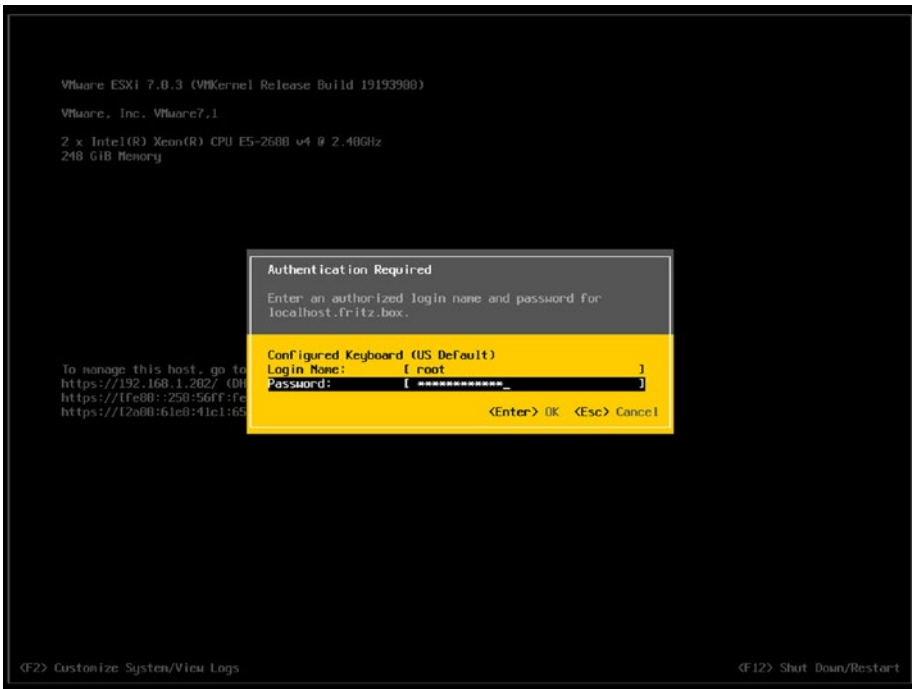 VMware ESXi 7.0.3 (VMKernel Release Build 19193900)
VMware, Inc. VMware7,1
2 x Intel(R) Xeon(R) CPU E5-2680 v4 @ 2.40GHz
248 GiB Memory
Authentication Required
Enter an authorized login name and password for
localhost.fritz.box.
Configured Keyboard (US Default)
Login Name: [ root ]
Password: [ ************_ ]
<Enter> OK <Esc> Cancel
To manage this host, go to
https://192.168.1.202/ (DH
https://[fe80::250:56ff:fe
https://[2a00:61e0:41c1:65
<F2> Customize System/View Logs
<F12> Shut Down/Restart